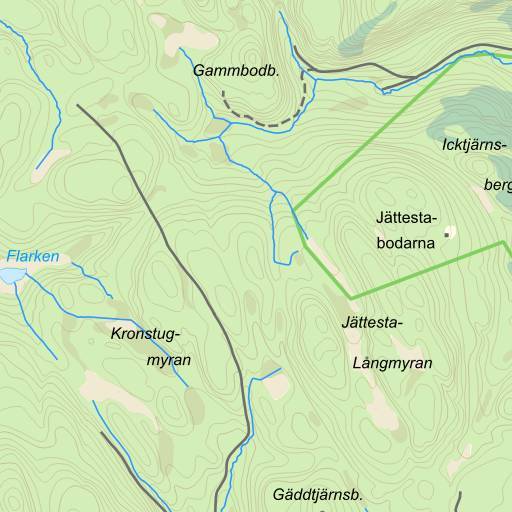 Gammbodb.
Icktjärns-
berg
Jättesta-
bodarna
Flarken
Jättesta-
Långmyran
Kronstug-
myran
Gäddtjärnsb.